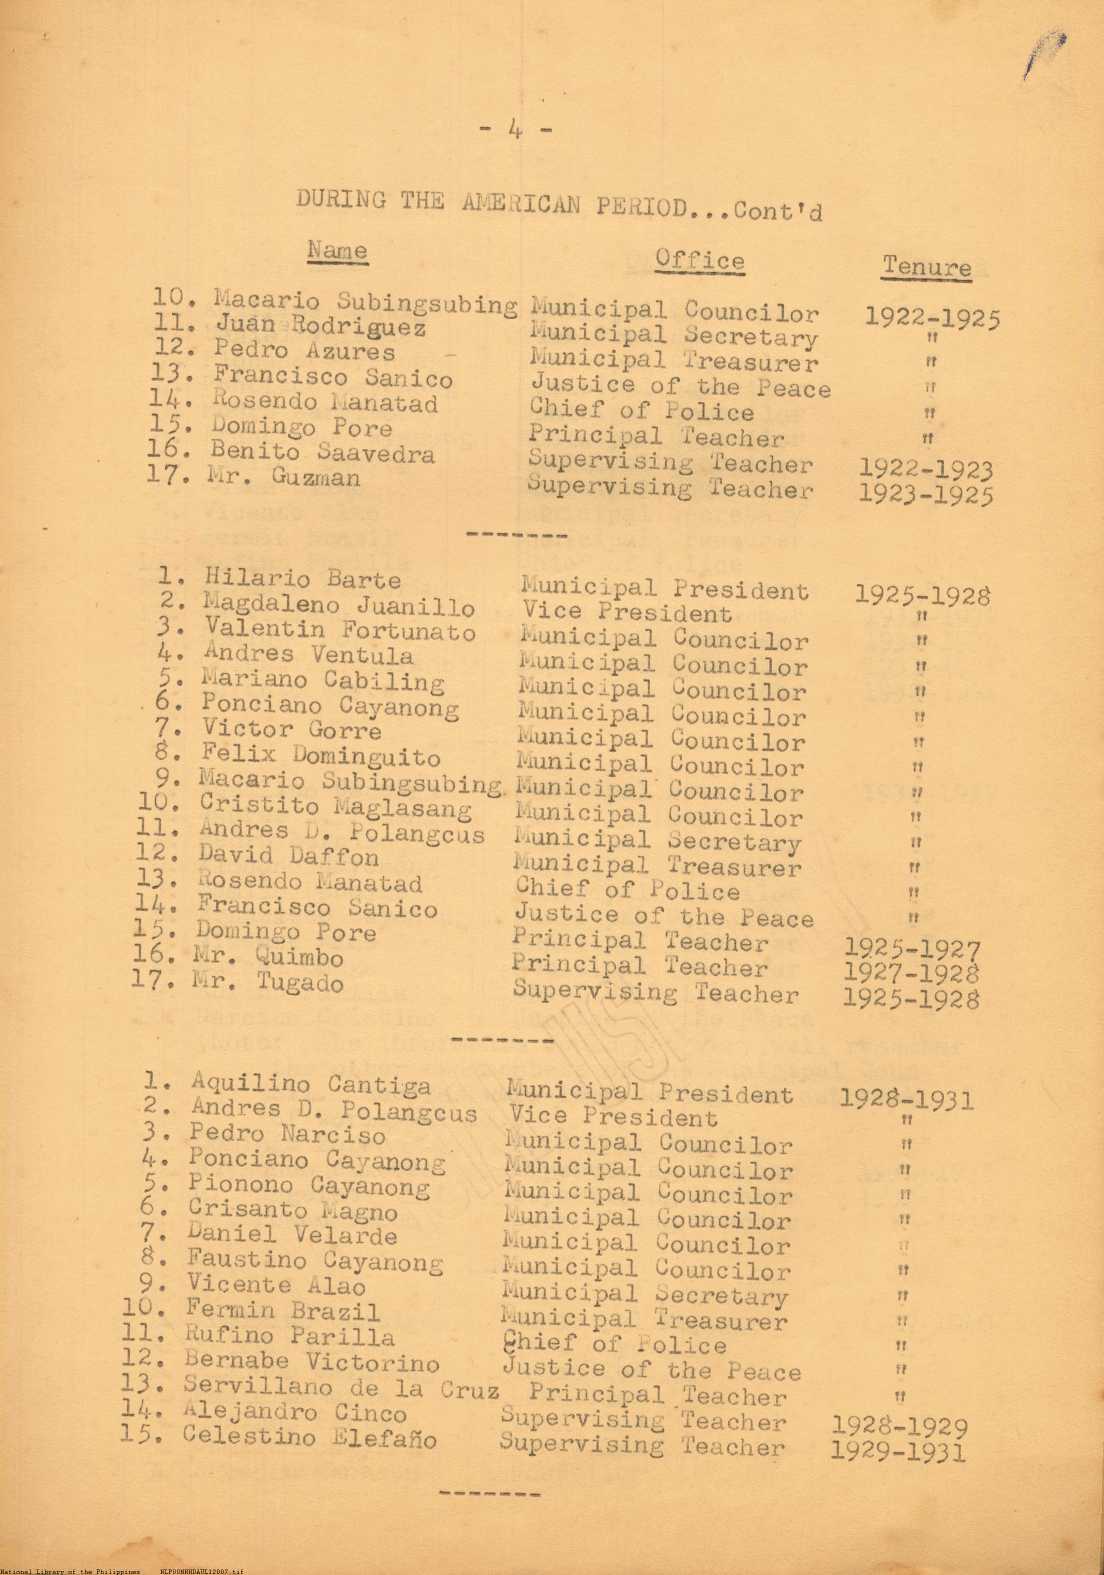 - 4 -
DURING THE AMERICAN PERIOD...Cont'd
Name Office Tenure
10. Macario Subingsubing Municipal Councilor 1922-1925
11. Juan Rodriguez Municipal Secretary "
12. Pedro Azures - Municipal Treasurer "
13. Francisco Sanico Justice of the Peace "
14. Rosendo Manatad Chief of Police "
15. Domingo Pore Principal Teacher "
16. Benito Saavedra Supervising Teacher 1922-1923
17. Mr. Guzman Supervising Teacher 1923-1925
-------
1. Hilario Barte Municipal President 1925-1928
2. Magdaleno Juanillo Vice President "
3. Valentin Fortunato Municipal Councilor "
4. Andres Ventula Municipal Councilor "
5. Mariano Cabiling Municipal Councilor "
6. Ponciano Cayanong Municipal Councilor "
7. Victor Gorre Municipal Councilor "
8. Felix Dominguito Municipal Councilor "
9. Macario Subingsubing Municipal Councilor "
10. Cristito Maglasang Municipal Councilor "
11. Andres D. Polangcus Municipal Secretary "
12. David Daffon Municipal Treasurer "
13. Rosendo Manatad Chief of Police "
14. Francisco Sanico Justice of the Peace "
15. Domingo Pore Principal Teacher 1925-1927
16. Mr. Quimbo Principal Teacher 1927-1928
17. Mr. Tugado Supervising Teacher 1925-1928
-------
1. Aquilino Cantiga Municipal President 1928-1931
2. Andres D. Polangcus Vice President "
3. Pedro Narciso Municipal Councilor "
4. Ponciano Cayanong Municipal Councilor "
5. Pionono Cayanong Municipal Councilor "
6. Crisanto Magno Municipal Councilor "
7. Daniel Velarde Municipal Councilor "
8. Faustino Cayanong Municipal Councilor "
9. Vicente Alao Municipal Secretary "
10. Fermin Brazil Municipal Treasurer "
11. Rufino Parilla Chief of Police "
12. Bernabe Victorino Justice of the Peace "
13. Servillano de la Cruz Principal Teacher "
14. Alejandro Cinco Supervising Teacher 1928-1929
15. Celestino Elefaño Supervising Teacher 1929-1931
-------
National Library of the Philippines NLPDOMHHDAUL12007.tif